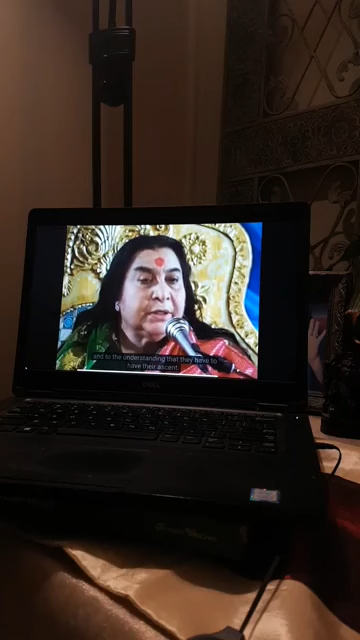 and to the understanding that they have to
have their ascent.
DELL